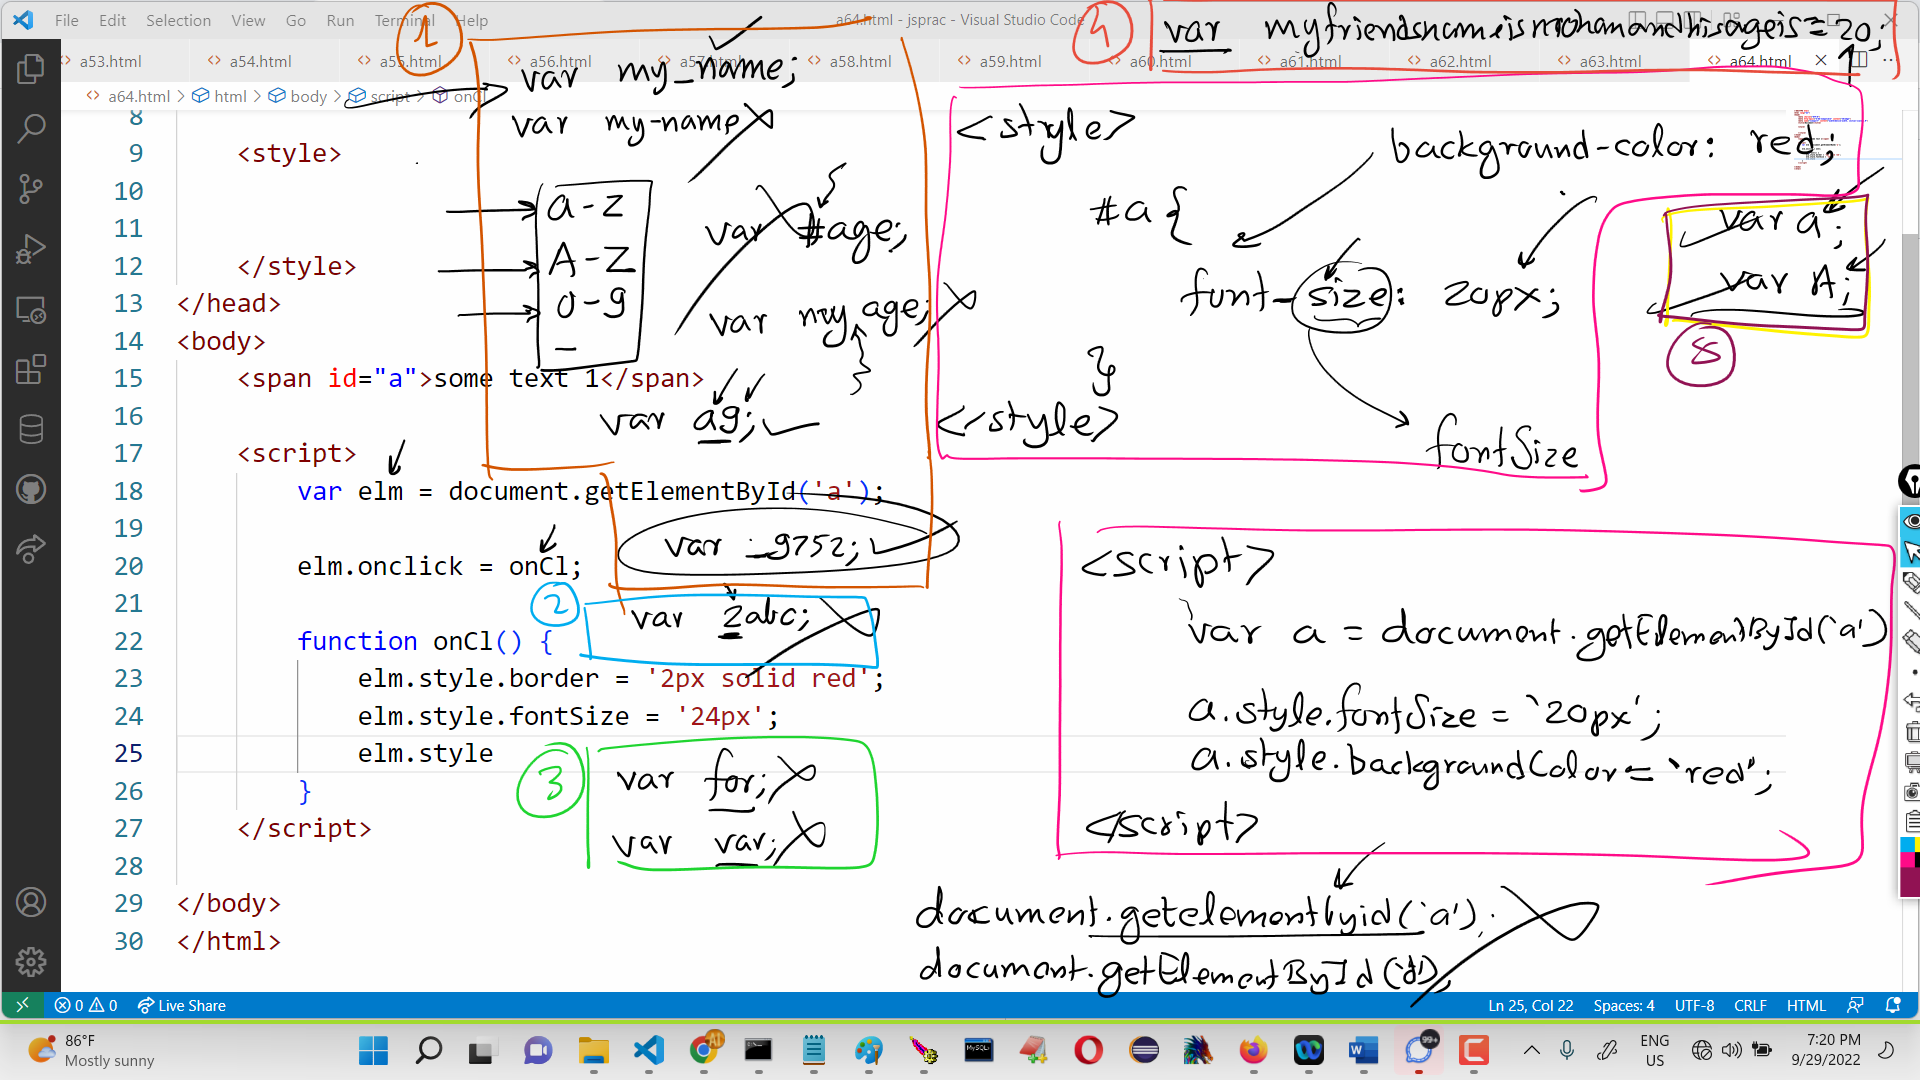 File Edit Selection View Go Run Terminal Help
a64.html - jsprac - Visual Studio Code
a53.html a54.html a55.html a56.html a57.html a58.html a59.html a60.html a61.html a62.html a63.html a64.html
a64.html > html > body > script > onCl
8
9 <style>
10
11
12 </style>
13 </head>
14 <body>
15 <span id="a">some text 1</span>
16
17 <script>
18 var elm = document.getElementById('a');
19
20 elm.onclick = onCl;
21
22 function onCl() {
23 elm.style.border = '2px solid red';
24 elm.style.fontSize = '24px';
25 elm.style
26 }
27 </script>
28
29 </body>
30 </html>
1
var my_name;
var my-name
a-z
A-Z
0-9
_
var #age;
var my age;
var ag;
var _9752;
2
var 2abc;
3
var for;
var var;
4
var myfriendsnameisrohanandhisageis=20;
<style>
background-color: red;
#a {
font-size: 20px;
}
</style>
fontSize
var a;
var A;
<script>
var a = document.getElementById('a')
a.style.fontSize = '20px';
a.style.backgroundColor = 'red';
</script>
document.getelementbyid('a');
document.getElementById('a');
0 0 Live Share
Ln 25, Col 22 Spaces: 4 UTF-8 CRLF HTML
86°F
Mostly sunny
AI
MySQL
99+
ENG
US
7:20 PM
9/29/2022